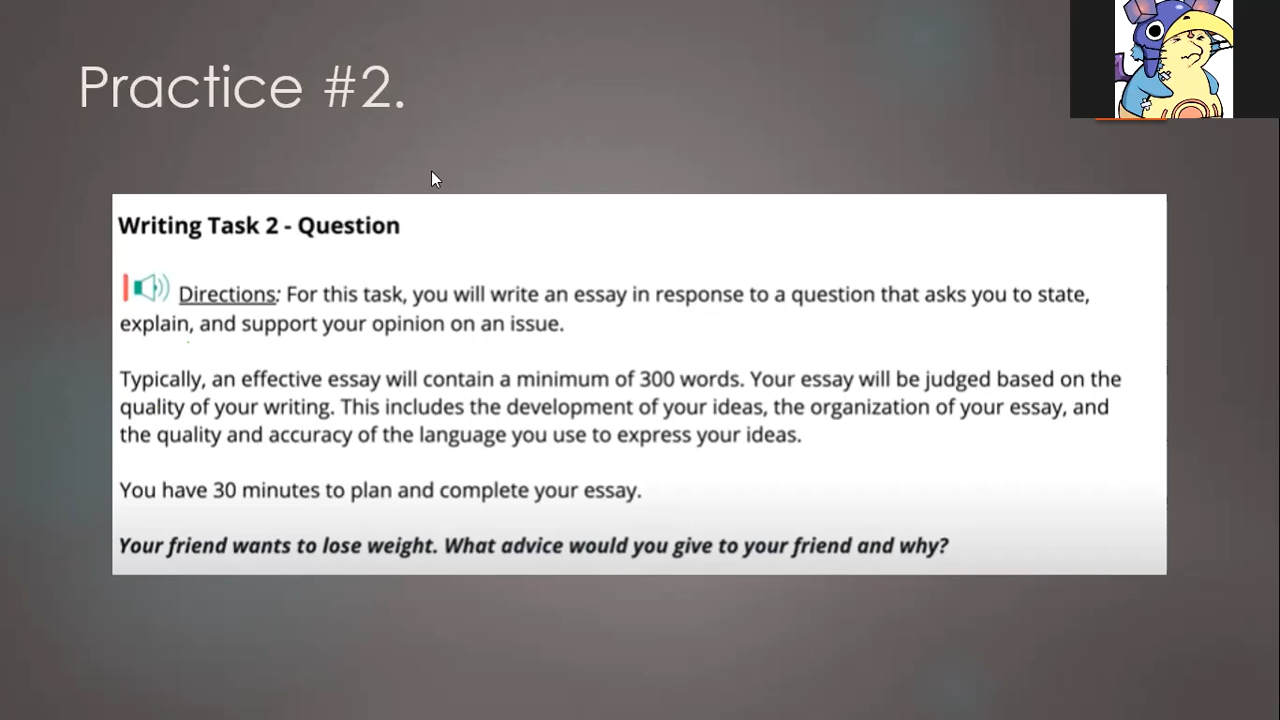 Practice #2.
Writing Task 2 - Question
Directions: For this task, you will write an essay in response to a question that asks you to state,
explain, and support your opinion on an issue.
Typically, an effective essay will contain a minimum of 300 words. Your essay will be judged based on the
quality of your writing. This includes the development of your ideas, the organization of your essay, and
the quality and accuracy of the language you use to express your ideas.
You have 30 minutes to plan and complete your essay.
Your friend wants to lose weight. What advice would you give to your friend and why?